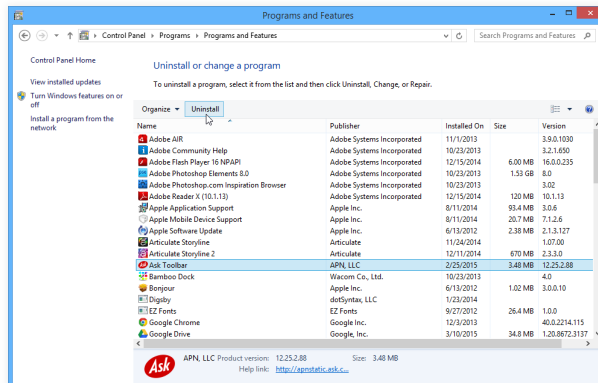 Programs and Features
Control Panel › Programs › Programs and Features
Search Programs and Features
Control Panel Home
View installed updates
Turn Windows features on or
off
Install a program from the
network
Uninstall or change a program
To uninstall a program, select it from the list and then click Uninstall, Change, or Repair.
Organize Uninstall
Name Publisher Installed On Size Version
Adobe AIR Adobe Systems Incorporated 11/1/2013 3.9.0.1030
Adobe Community Help Adobe Systems Incorporated 10/23/2013 3.2.1.650
Adobe Flash Player 16 NPAPI Adobe Systems Incorporated 12/15/2014 6.00 MB 16.0.0.235
Adobe Photoshop Elements 8.0 Adobe Systems Incorporated 10/23/2013 1.53 GB 8.0
Adobe Photoshop.com Inspiration Browser Adobe Systems Incorporated 10/23/2013 3.02
Adobe Reader X (10.1.13) Adobe Systems Incorporated 12/15/2014 120 MB 10.1.13
Apple Application Support Apple Inc. 8/11/2014 93.4 MB 3.0.6
Apple Mobile Device Support Apple Inc. 8/11/2014 20.7 MB 7.1.2.6
Apple Software Update Apple Inc. 6/13/2012 2.38 MB 2.1.3.127
Articulate Storyline Articulate 11/24/2014 1.07.00
Articulate Storyline 2 Articulate 12/11/2014 670 MB 2.3.3.0
Ask Toolbar APN, LLC 2/25/2015 3.48 MB 12.25.2.88
Bamboo Dock Wacom Co., Ltd. 10/23/2013 4.0
Bonjour Apple Inc. 6/13/2012 1.02 MB 3.0.0.10
Digsby dotSyntax, LLC 1/23/2014
EZ Fonts EZ Fonts 9/27/2012 26.4 MB 1.0.0
Google Chrome Google Inc. 12/3/2013 40.0.2214.115
Google Drive Google, Inc. 3/10/2015 34.8 MB 1.20.8672.3137
Ask
APN, LLC Product version: 12.25.2.88 Size: 3.48 MB
Help link: http://apnstatic.ask.c...